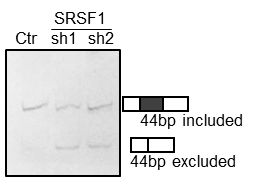 SRSF1
Ctr sh1 sh2
44bp included
44bp excluded